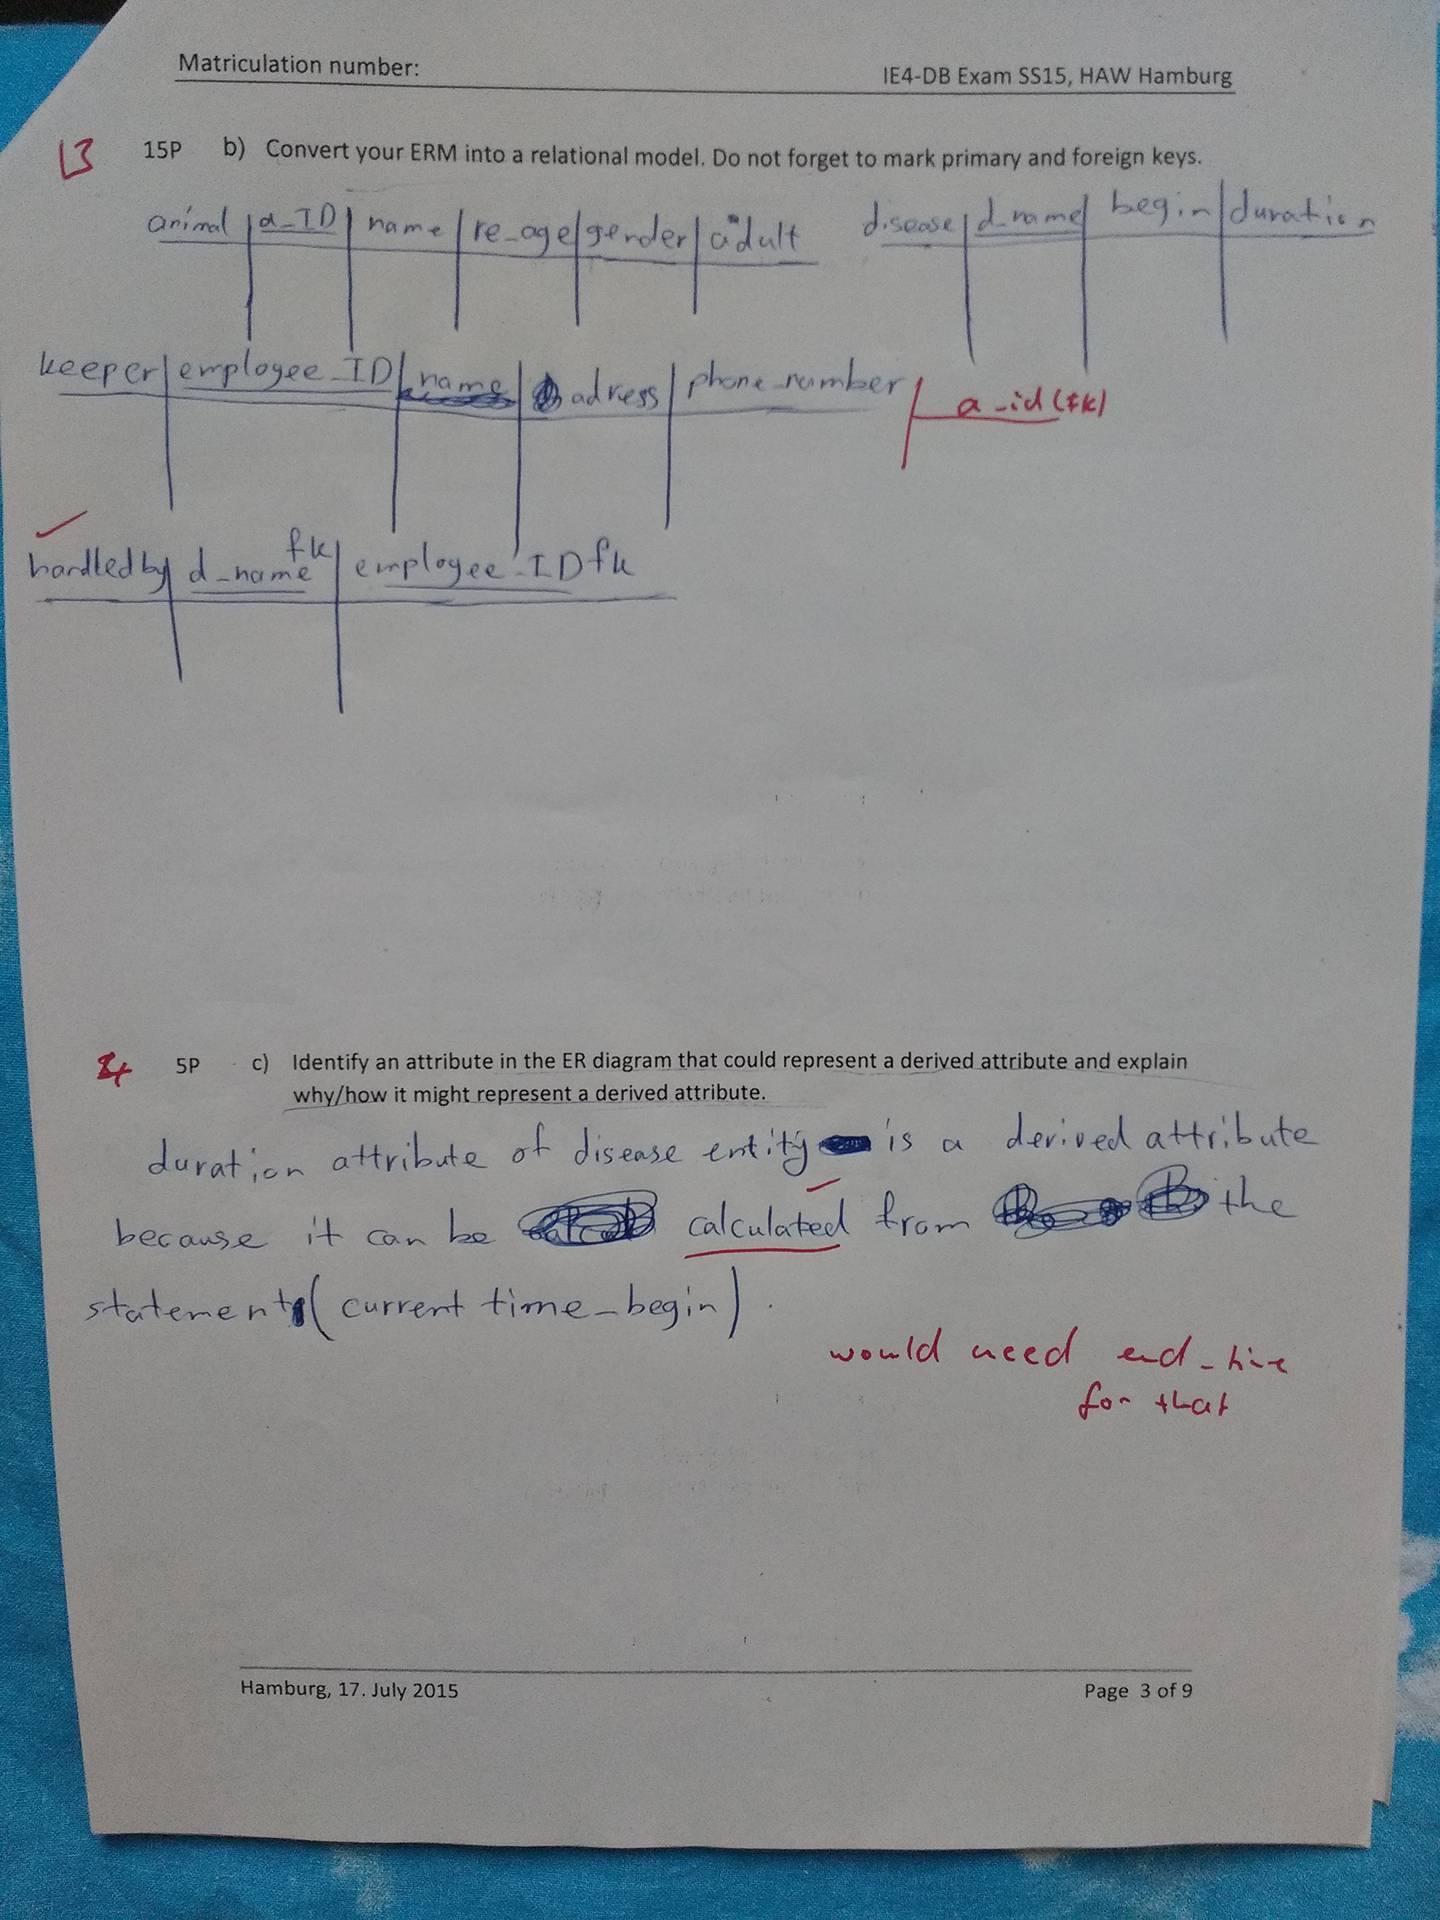 Matriculation number:
IE4-DB Exam SS15, HAW Hamburg
13 15P b) Convert your ERM into a relational model. Do not forget to mark primary and foreign keys.
animal a_ID name re_age gender adult
disease d_name begin duration
keeper employee_ID name adress phone_number a_id(fk)
handledby d_name fk employee_ID fk
4 5P c) Identify an attribute in the ER diagram that could represent a derived attribute and explain
why/how it might represent a derived attribute.
duration attribute of disease entity is a derived attribute
because it can be calculated from the
statement (current time_begin).
would need end_time
for that
Hamburg, 17. July 2015
Page 3 of 9